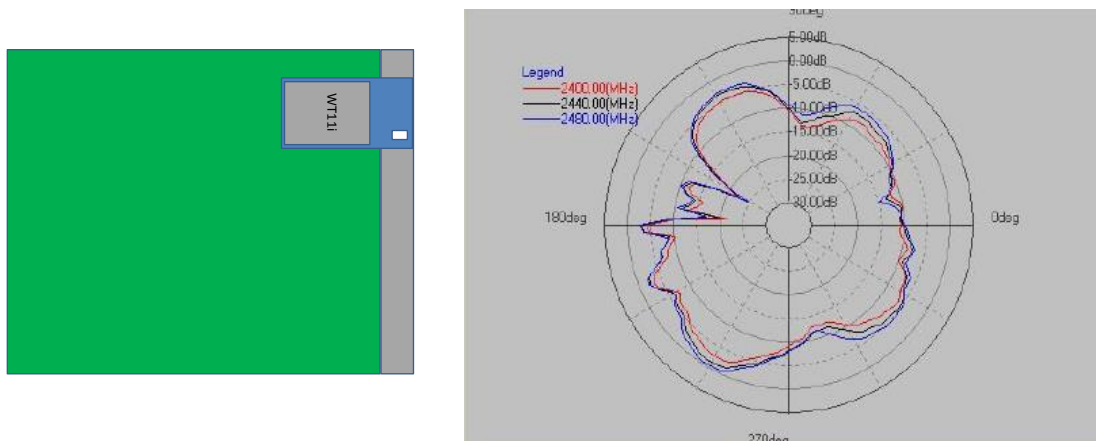 WT11i
90deg
5.00dB
0.00dB
-5.00dB
-10.00dB
-15.00dB
-20.00dB
-25.00dB
-30.00dB
Legend
2400.00(MHz)
2440.00(MHz)
2480.00(MHz)
180deg
0deg
270deg